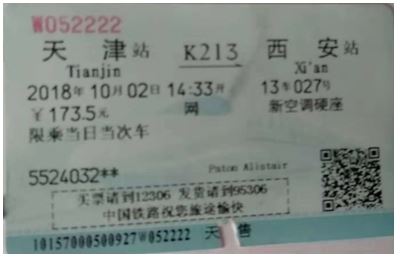 W052222
天津站 K213 西安站
Tianjin Xi'an
2018年10月02日 14:33开 13车027号
￥173.5元 网 新空调硬座
限乘当日当次车
5524032** Paton Alistair
买票请到12306 发货请到95306
中国铁路祝您旅途愉快
10157000500927W052222 天 售